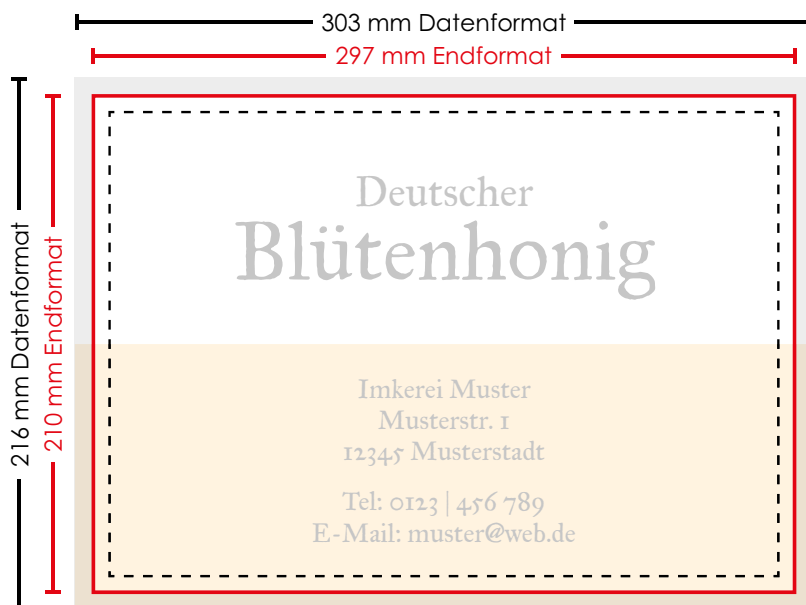 303 mm Datenformat
297 mm Endformat
216 mm Datenformat
210 mm Endformat
Deutscher
Blütenhonig
Imkerei Muster
Musterstr. 1
12345 Musterstadt
Tel: 0123 | 456 789
E-Mail: muster@web.de